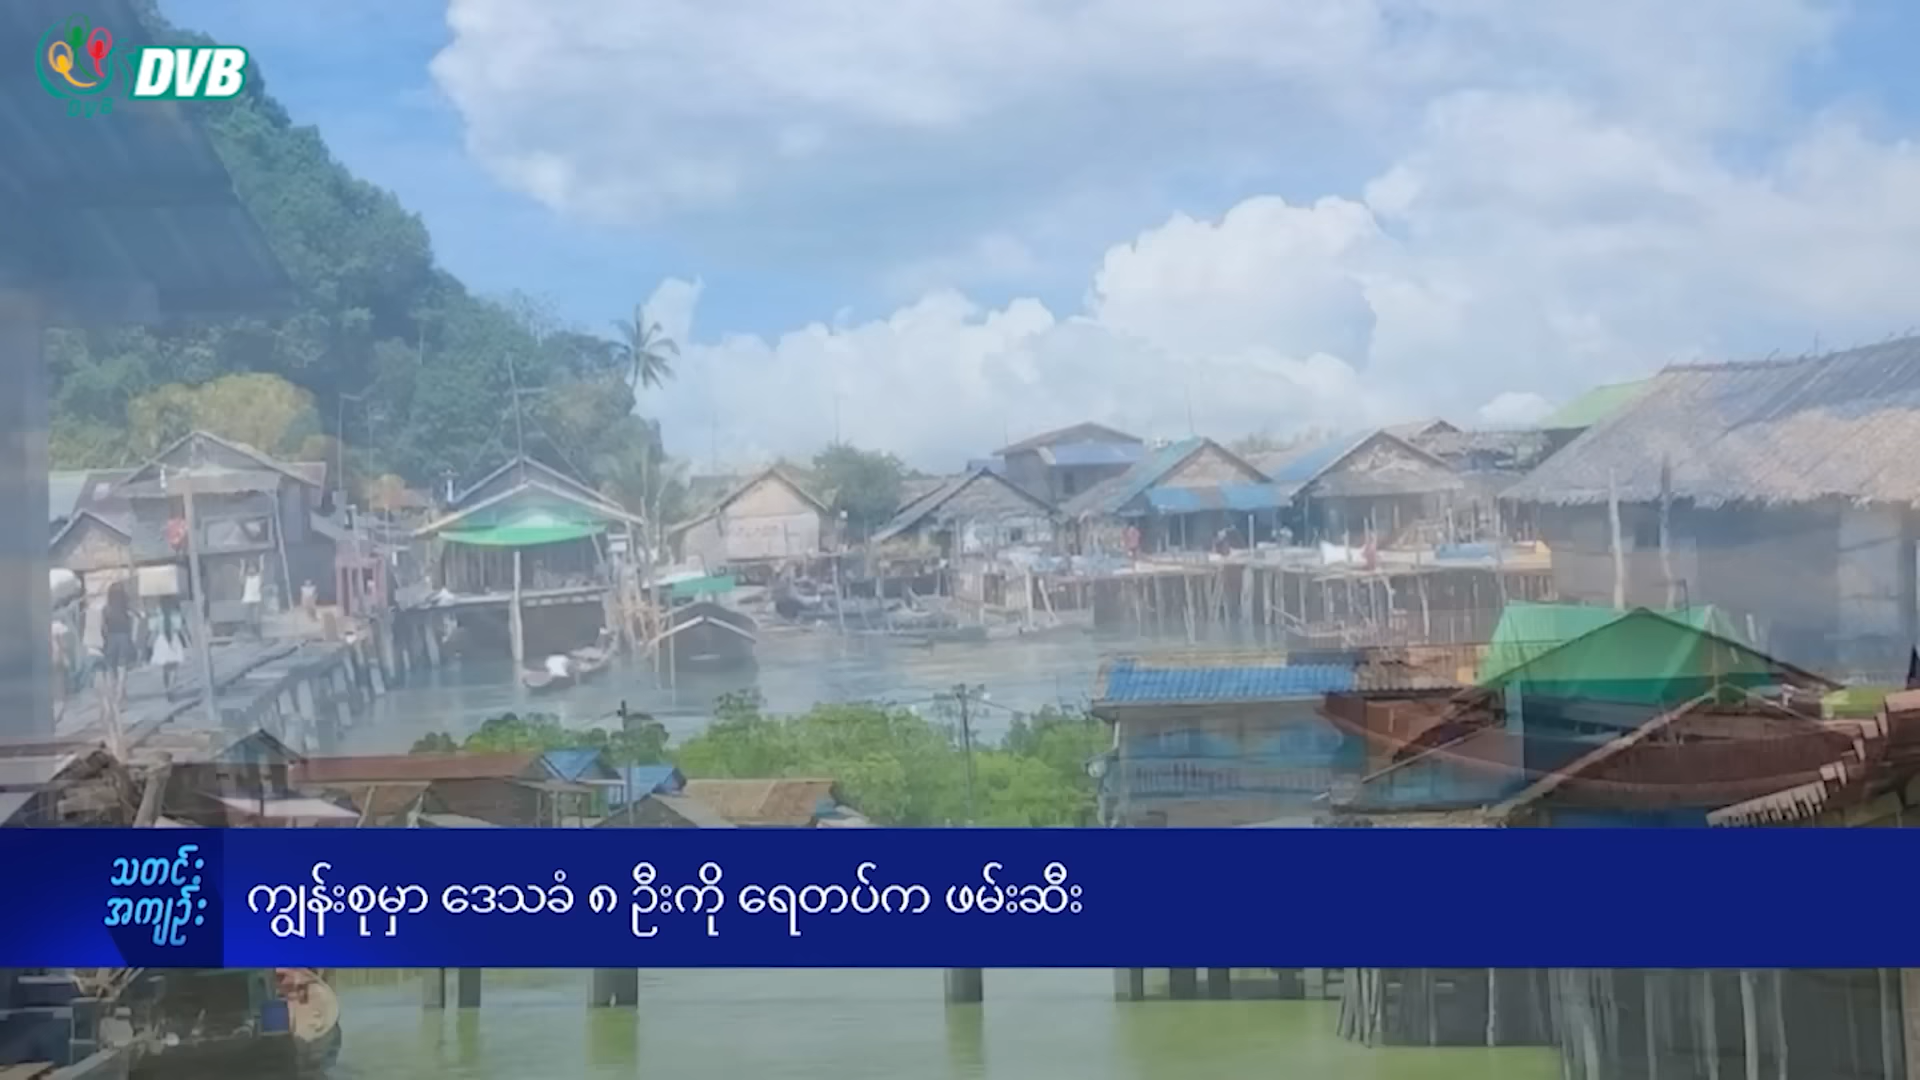 DVB
သတင်း
အကျဉ်း
ကျွန်းစုမှာ ဒေသခံ ၈ ဦးကို ရေတပ်က ဖမ်းဆီး